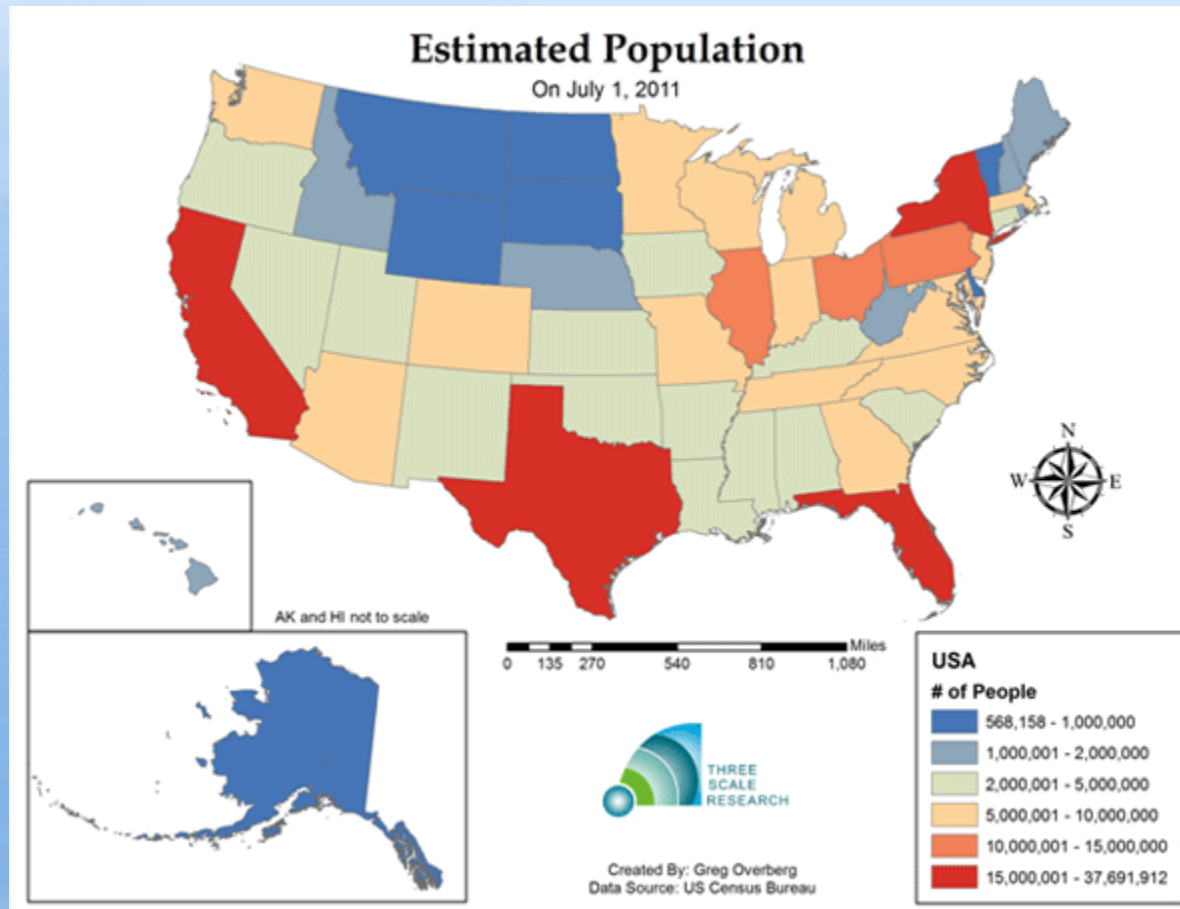 Estimated Population
On July 1, 2011
N
W
E
S
AK and HI not to scale
Miles
0 135 270 540 810 1,080
USA
# of People
568,158 - 1,000,000
1,000,001 - 2,000,000
2,000,001 - 5,000,000
5,000,001 - 10,000,000
10,000,001 - 15,000,000
15,000,001 - 37,691,912
THREE
SCALE
RESEARCH
Created By: Greg Overberg
Data Source: US Census Bureau